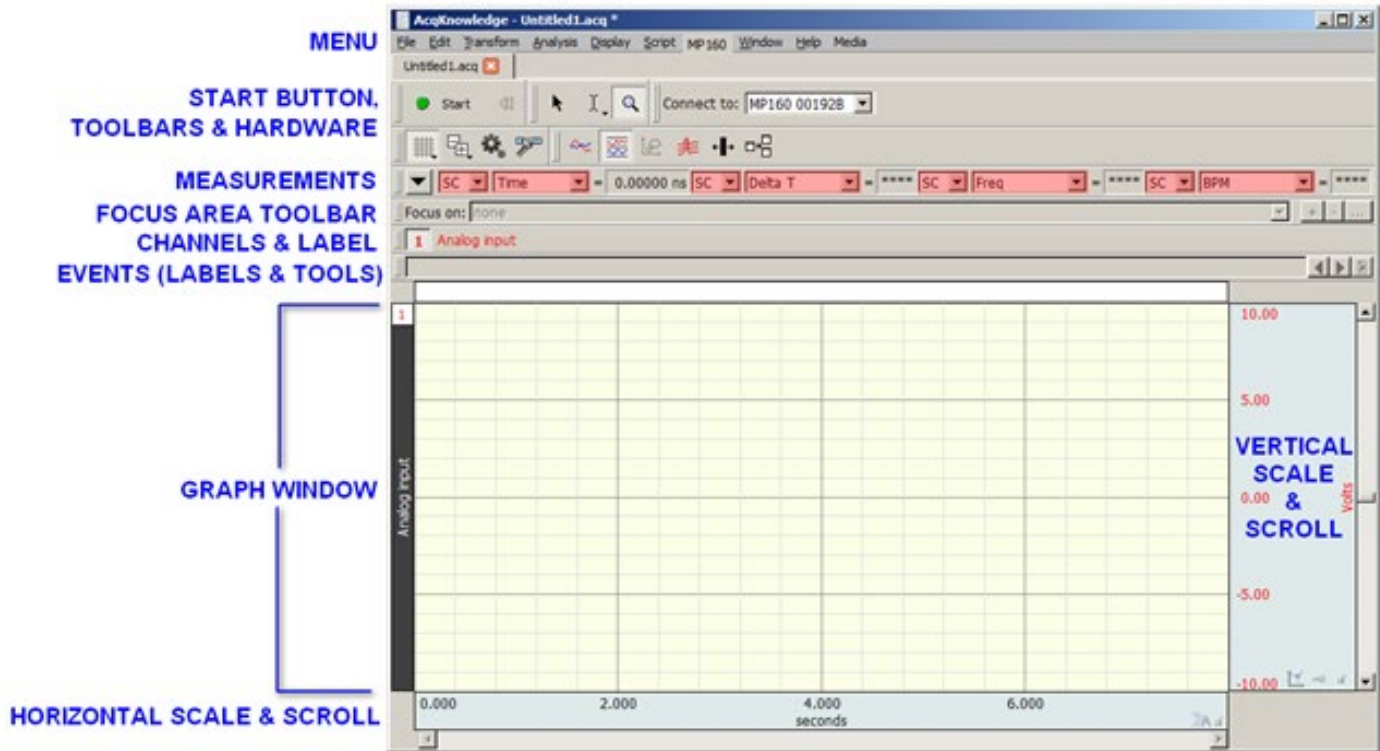 AcqKnowledge - Untitled1.acq *
MENU
File Edit Transform Analysis Display Script MP160 Window Help Media
Untitled1.acq
START BUTTON,
TOOLBARS & HARDWARE
Start
Connect to: MP160 00192B
MEASUREMENTS
SC Time = 0.00000 ns SC Delta T = **** SC Freq = **** SC BPM = ****
FOCUS AREA TOOLBAR
Focus on: none
+ - ...
CHANNELS & LABEL
1 Analog input
EVENTS (LABELS & TOOLS)
1
10.00
5.00
GRAPH WINDOW
Analog input
VERTICAL
SCALE
0.00 &
Volts
SCROLL
-5.00
-10.00
HORIZONTAL SCALE & SCROLL
0.000 2.000 4.000 6.000
seconds